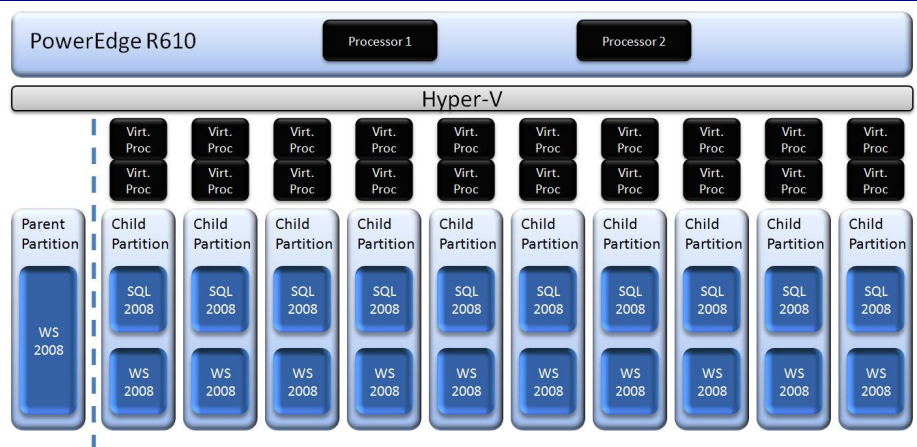 PowerEdge R610 Processor 1 Processor 2
Hyper-V
Virt. Virt. Virt. Virt. Virt. Virt. Virt. Virt. Virt. Virt.
Proc Proc Proc Proc Proc Proc Proc Proc Proc Proc
Virt. Virt. Virt. Virt. Virt. Virt. Virt. Virt. Virt. Virt.
Proc Proc Proc Proc Proc Proc Proc Proc Proc Proc
Parent Child Child Child Child Child Child Child Child Child Child
Partition Partition Partition Partition Partition Partition Partition Partition Partition Partition Partition
SQL SQL SQL SQL SQL SQL SQL SQL SQL SQL
2008 2008 2008 2008 2008 2008 2008 2008 2008 2008
WS
2008
WS WS WS WS WS WS WS WS WS WS
2008 2008 2008 2008 2008 2008 2008 2008 2008 2008